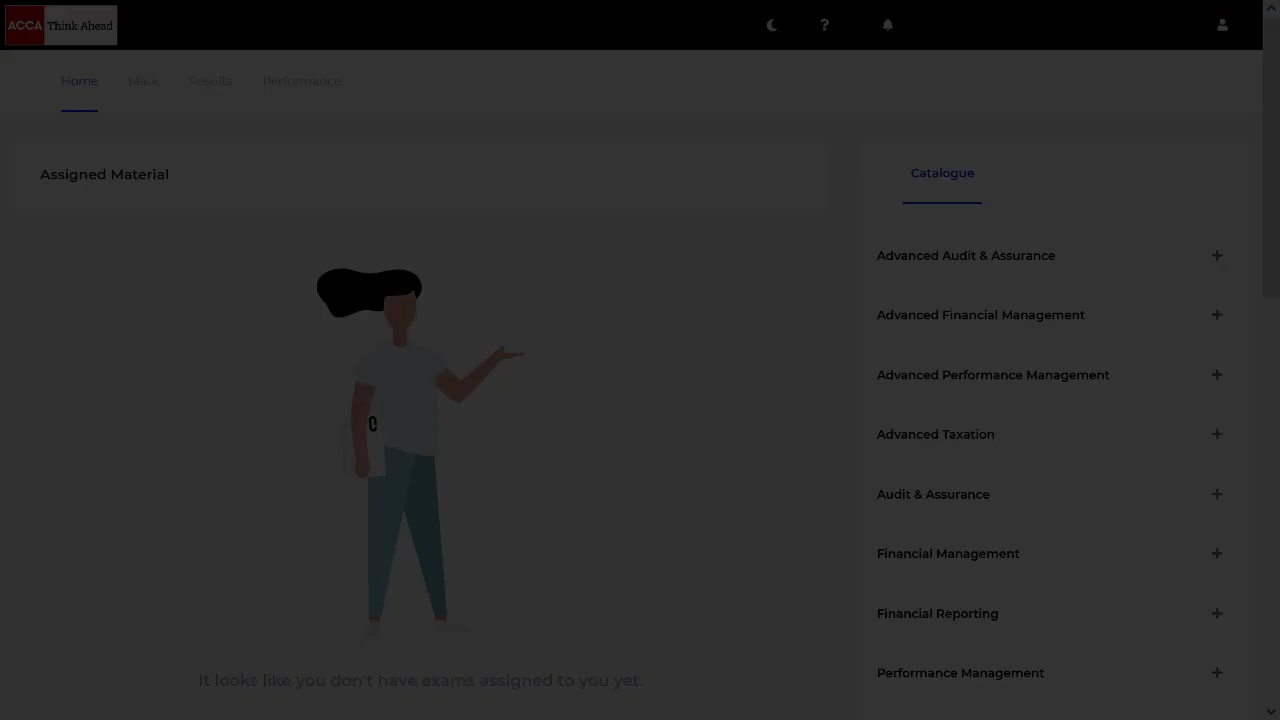 ACCA Think Ahead
?
Home Mark Results Performance
Assigned Material
Catalogue
Advanced Audit & Assurance +
Advanced Financial Management +
Advanced Performance Management +
Advanced Taxation +
Audit & Assurance +
Financial Management +
Financial Reporting +
Performance Management +
It looks like you don't have exams assigned to you yet.